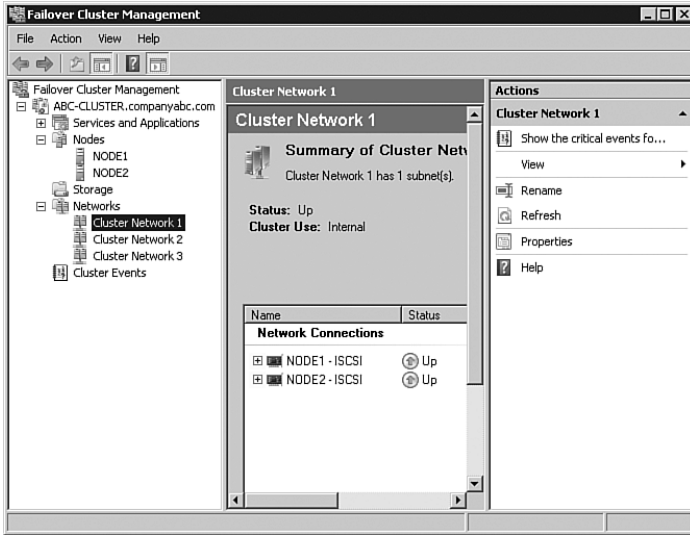 Failover Cluster Management
File Action View Help
Failover Cluster Management
ABC-CLUSTER.companyabc.com
Services and Applications
Nodes
NODE1
NODE2
Storage
Networks
Cluster Network 1
Cluster Network 2
Cluster Network 3
Cluster Events
Cluster Network 1
Cluster Network 1
Summary of Cluster Netw
Cluster Network 1 has 1 subnet(s).
Status: Up
Cluster Use: Internal
Name Status
Network Connections
NODE1 - ISCSI Up
NODE2 - ISCSI Up
Actions
Cluster Network 1
Show the critical events fo...
View
Rename
Refresh
Properties
Help